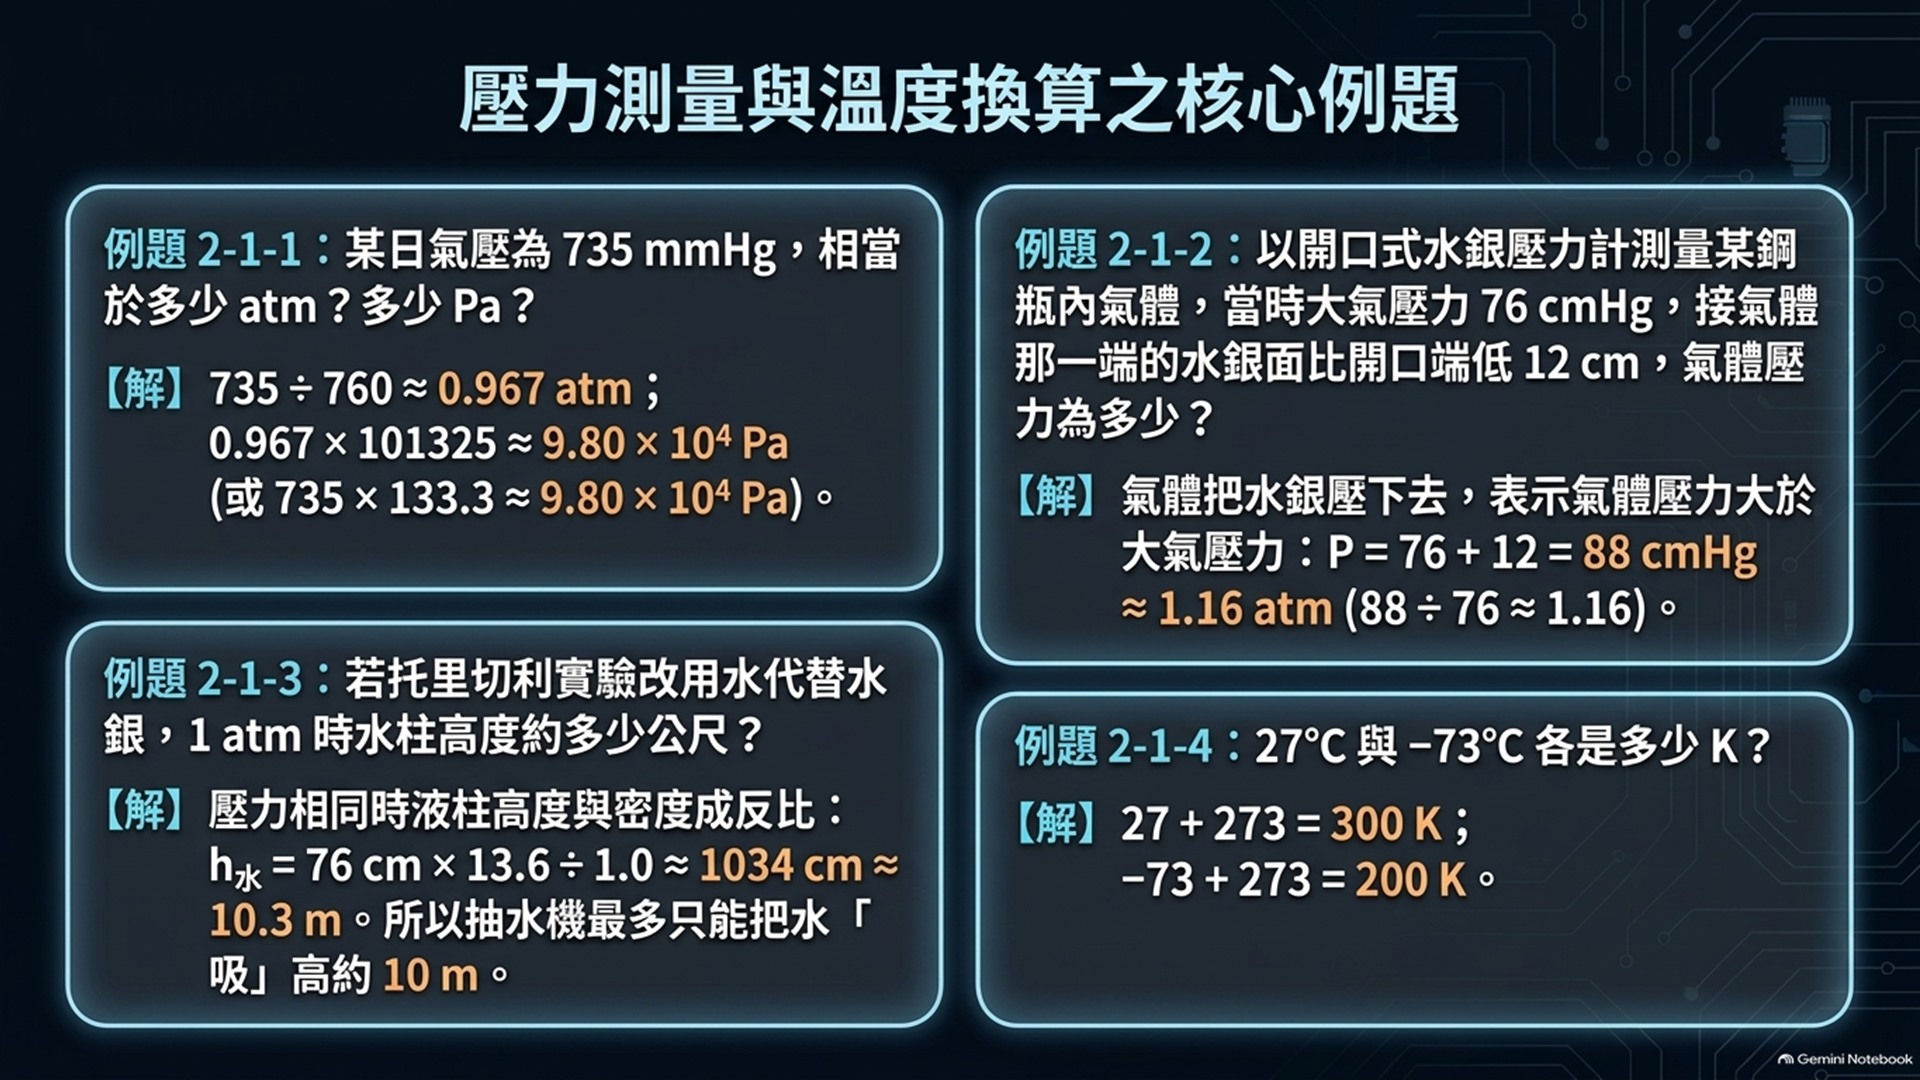 壓力測量與溫度換算之核心例題
例題 2-1-1：某日氣壓為 735 mmHg，相當
於多少 atm？多少 Pa？
【解】 735 ÷ 760 ≈ 0.967 atm；
0.967 × 101325 ≈ 9.80 × 10⁴ Pa
(或 735 × 133.3 ≈ 9.80 × 10⁴ Pa)。
例題 2-1-3：若托里切利實驗改用水代替水
銀，1 atm 時水柱高度約多少公尺？
【解】 壓力相同時液柱高度與密度成反比：
h水 = 76 cm × 13.6 ÷ 1.0 ≈ 1034 cm ≈
10.3 m。所以抽水機最多只能把水「
吸」高約 10 m。
例題 2-1-2：以開口式水銀壓力計測量某鋼
瓶內氣體，當時大氣壓力 76 cmHg，接氣體
那一端的水銀面比開口端低 12 cm，氣體壓
力為多少？
【解】 氣體把水銀壓下去，表示氣體壓力大於
大氣壓力：P = 76 + 12 = 88 cmHg
≈ 1.16 atm (88 ÷ 76 ≈ 1.16)。
例題 2-1-4：27°C 與 −73°C 各是多少 K？
【解】 27 + 273 = 300 K；
−73 + 273 = 200 K。
Gemini Notebook